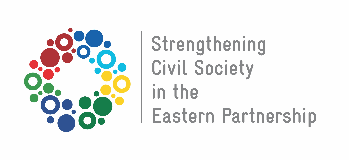 Strengthening
Civil Society
in the
Eastern Partnership